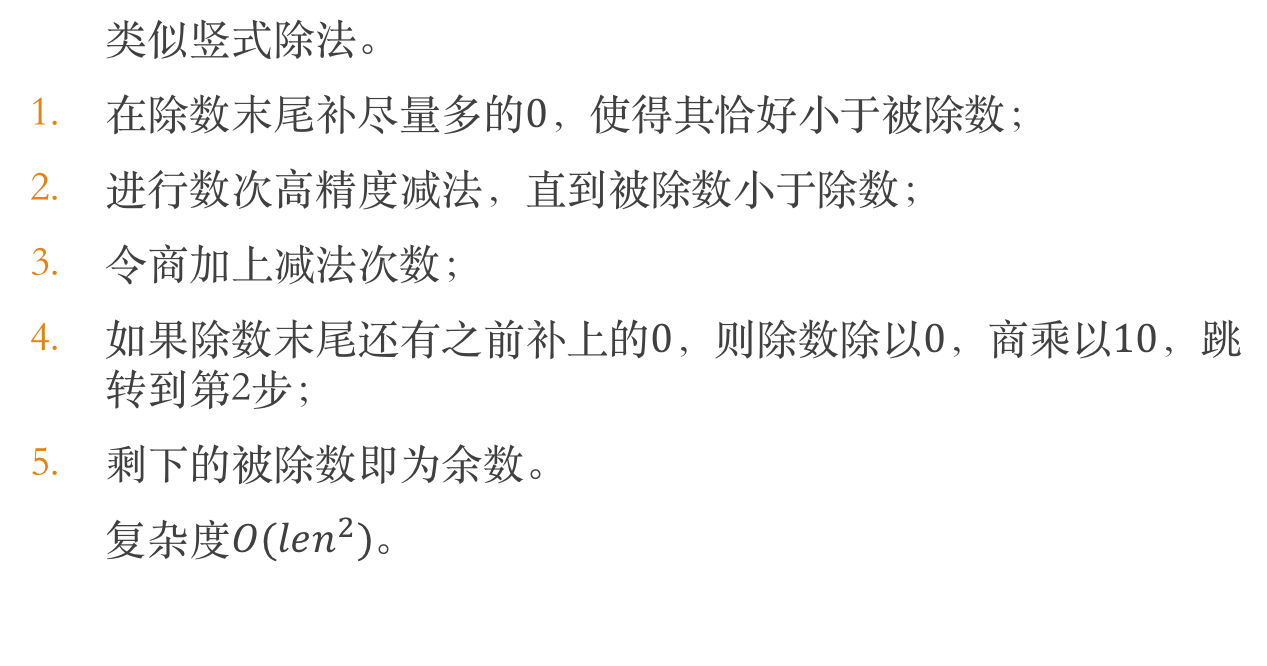 类似竖式除法。
1. 在除数末尾补尽量多的0，使得其恰好小于被除数；
2. 进行数次高精度减法，直到被除数小于除数；
3. 令商加上减法次数；
4. 如果除数末尾还有之前补上的0，则除数除以0，商乘以10，跳
转到第2步；
5. 剩下的被除数即为余数。
复杂度O(len²)。